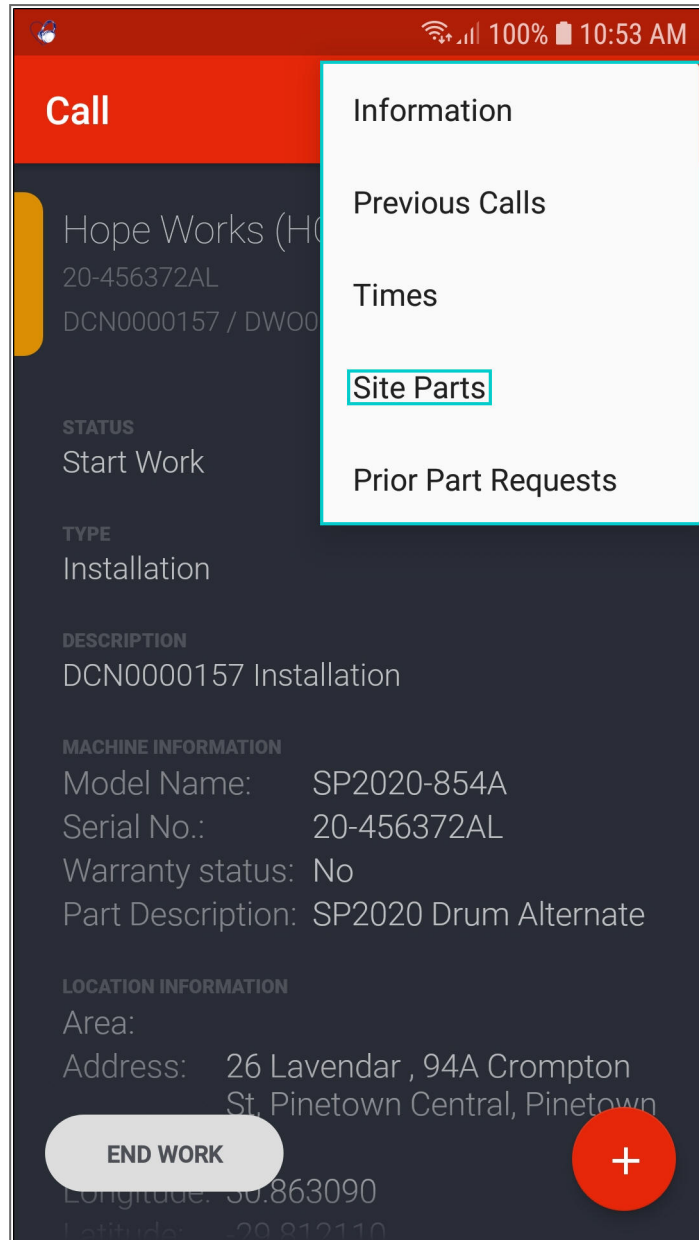 100% 10:53 AM
Call
Information
Previous Calls
Times
Site Parts
Prior Part Requests
Hope Works (H
20-456372AL
DCN0000157 / DWO0
STATUS
Start Work
TYPE
Installation
DESCRIPTION
DCN0000157 Installation
MACHINE INFORMATION
Model Name: SP2020-854A
Serial No.: 20-456372AL
Warranty status: No
Part Description: SP2020 Drum Alternate
LOCATION INFORMATION
Area:
Address: 26 Lavendar , 94A Crompton
St, Pinetown Central, Pinetown
END WORK
+
Longitude: 30.863090
Latitude: -29.812110